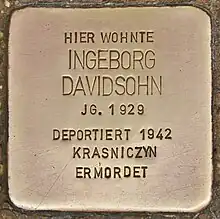 HIER WOHNTE
INGEBORG
DAVIDSOHN
JG. 1929
DEPORTIERT 1942
KRASNICZYN
ERMORDET